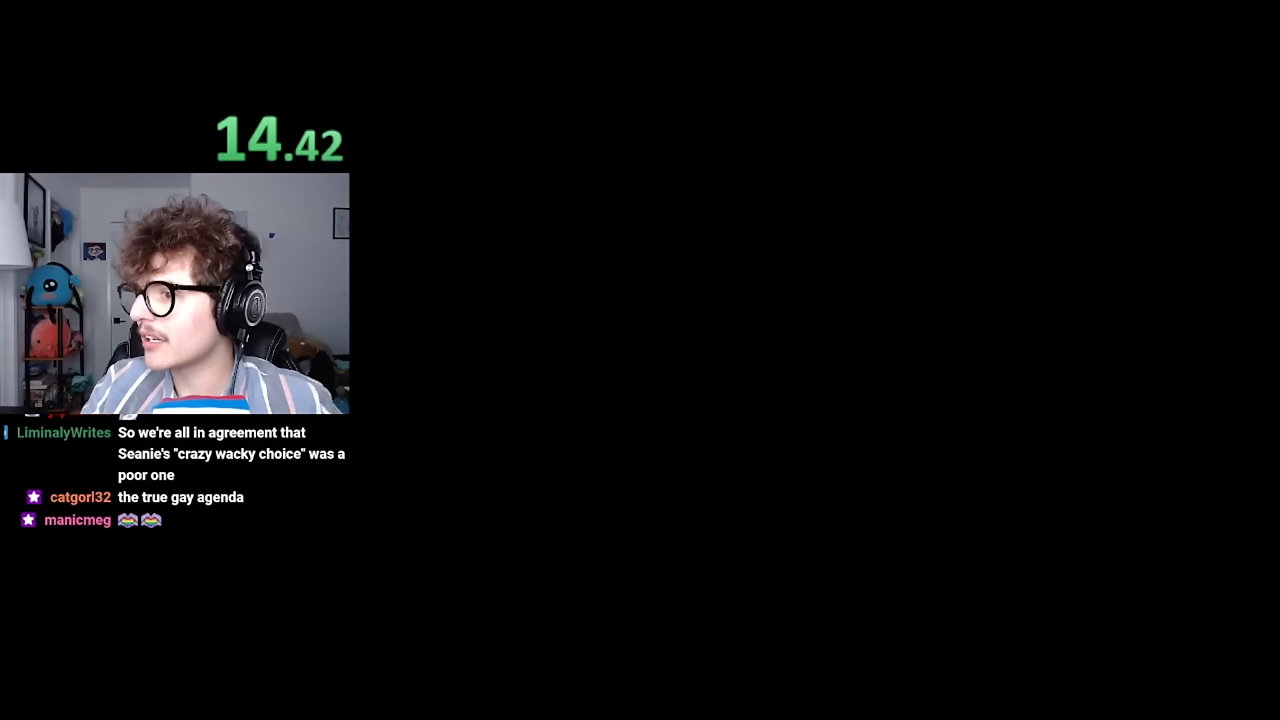 14.42
LiminalyWrites So we're all in agreement that
Seanie's "crazy wacky choice" was a
poor one
catgorl32 the true gay agenda
manicmeg